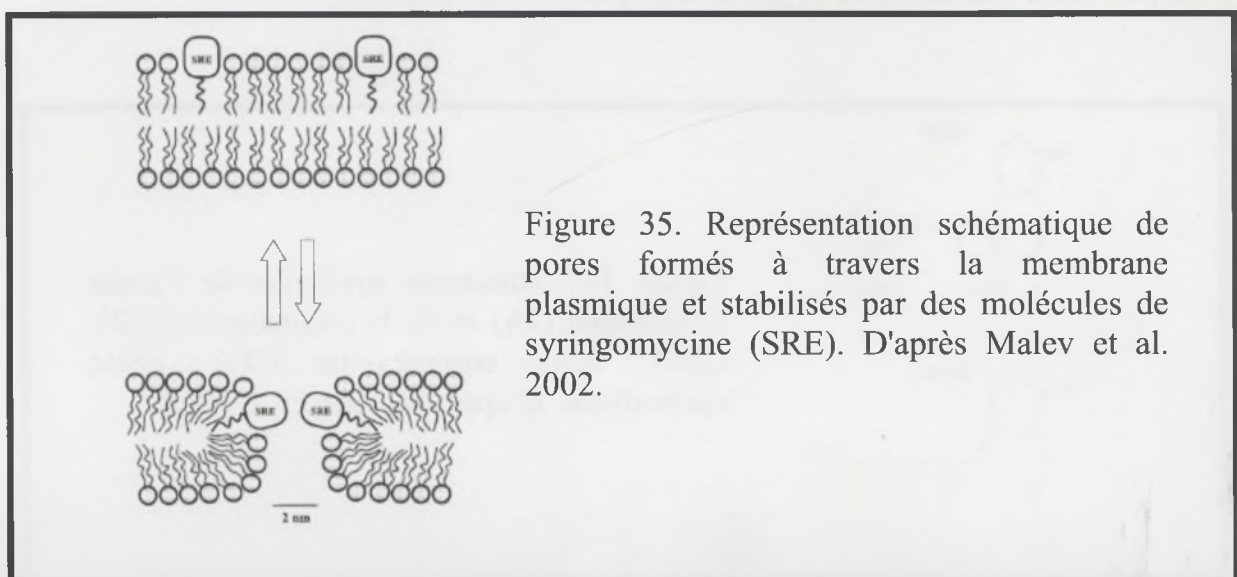 SRE SRE
SRE SRE
2 nm
Figure 35. Représentation schématique de
pores formés à travers la membrane
plasmique et stabilisés par des molécules de
syringomycine (SRE). D'après Malev et al.
2002.